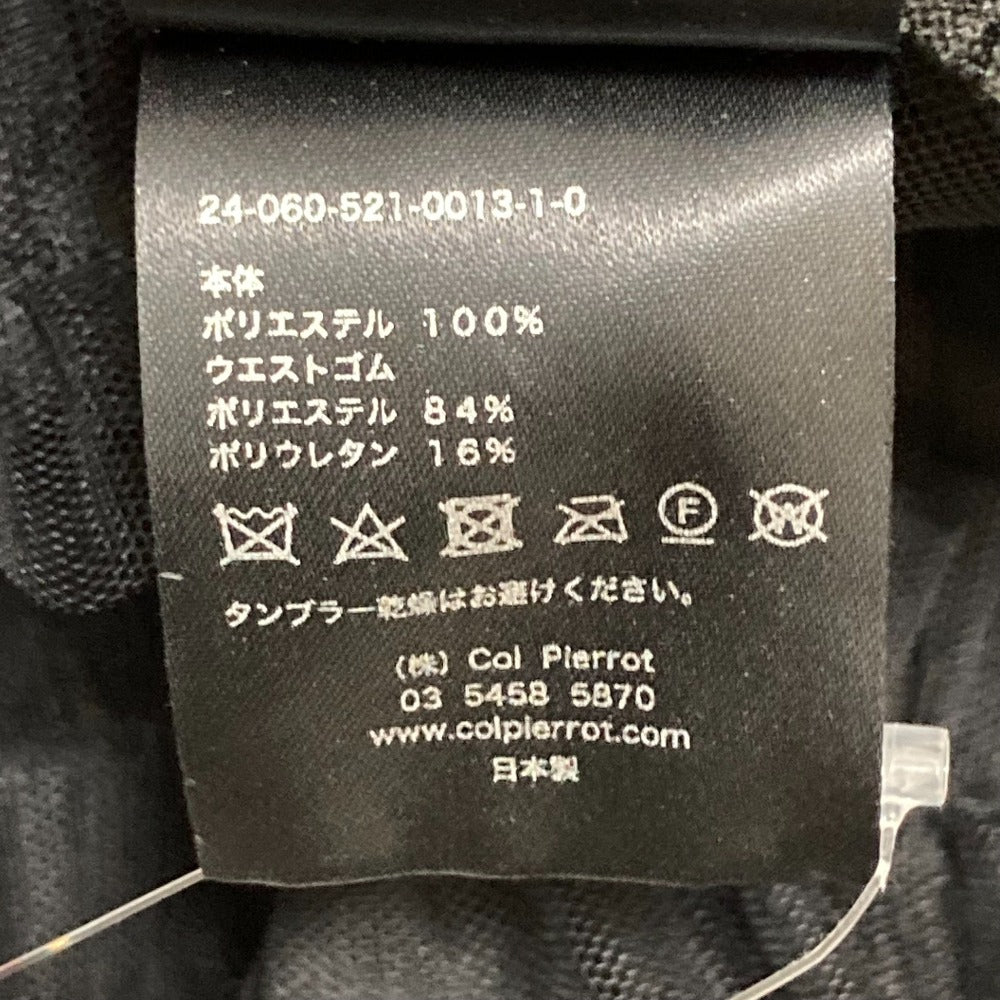 24-060-521-0013-1-0
本体
ポリエステル 100%
ウエストゴム
ポリエステル 84%
ポリウレタン 16%
F W
タンブラー乾燥はお避けください。
(株) Col Pierrot
03 5458 5870
www.colpierrot.com
日本製